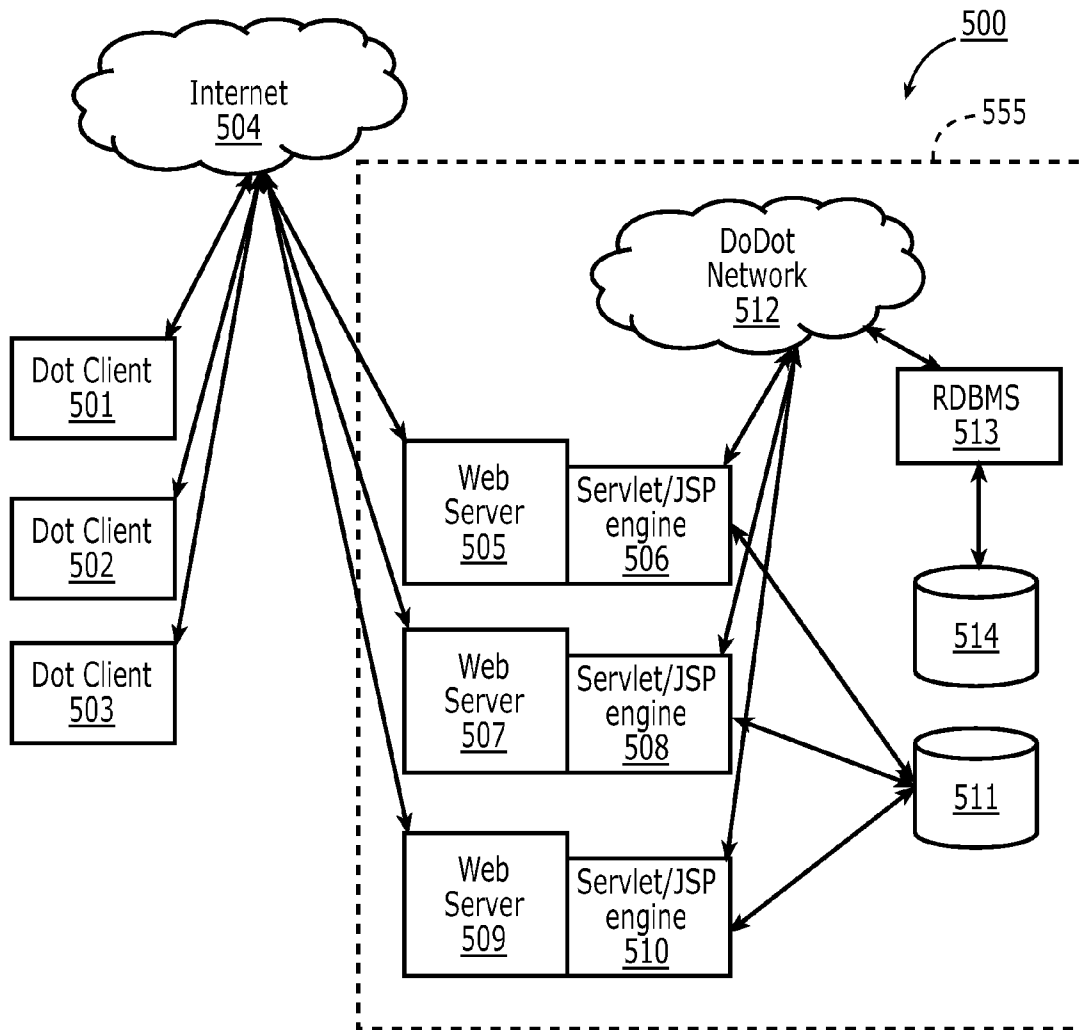 500
Internet
504
555
DoDot
Network
512
Dot Client
501
RDBMS
513
Web
Server
505
Servlet/JSP
engine
506
Dot Client
502
514
Dot Client
503
Web
Server
507
Servlet/JSP
engine
508
511
Web
Server
509
Servlet/JSP
engine
510